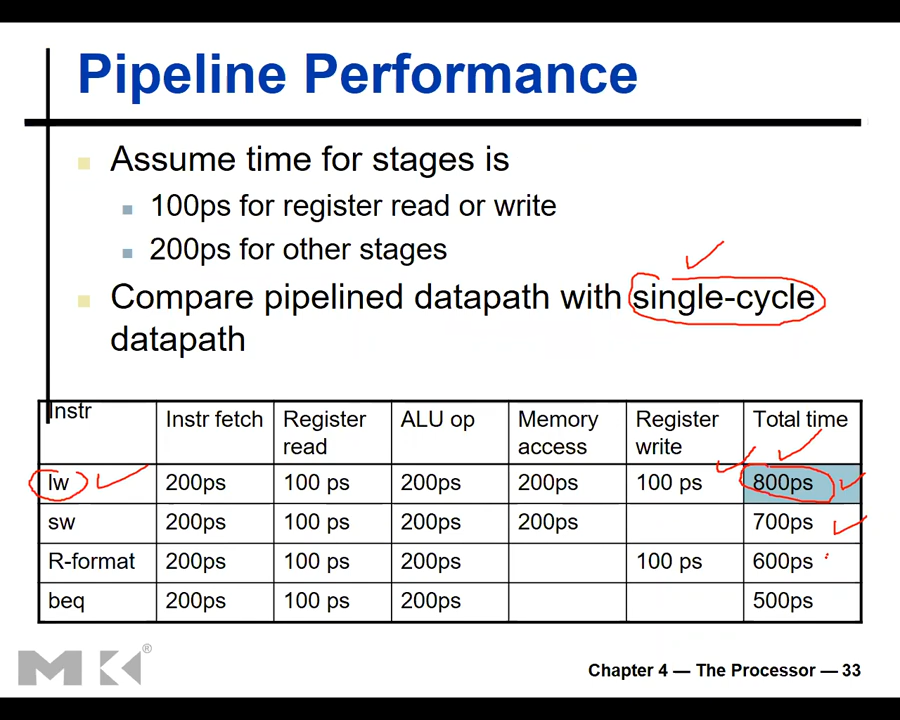 Pipeline Performance
Assume time for stages is
100ps for register read or write
200ps for other stages
Compare pipelined datapath with single-cycle
datapath
Instr Instr fetch Register read ALU op Memory access Register write Total time
lw 200ps 100 ps 200ps 200ps 100 ps 800ps
sw 200ps 100 ps 200ps 200ps 700ps
R-format 200ps 100 ps 200ps 100 ps 600ps
beq 200ps 100 ps 200ps 500ps
MK®
Chapter 4 — The Processor — 33